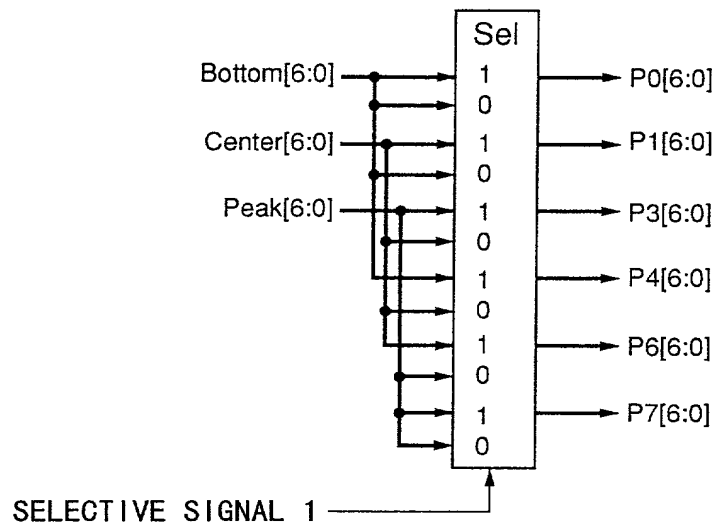 Sel
Bottom[6:0] 1 P0[6:0]
0
Center[6:0] 1 P1[6:0]
0
Peak[6:0] 1 P3[6:0]
0
1 P4[6:0]
0
1 P6[6:0]
0
1 P7[6:0]
0
SELECTIVE SIGNAL 1